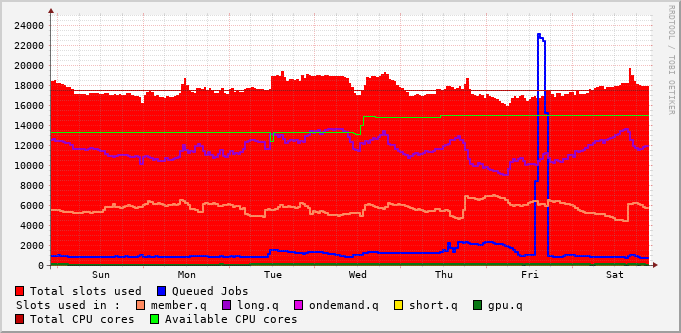 24000
22000
20000
18000
16000
14000
12000
10000
8000
6000
4000
2000
0
Sun Mon Tue Wed Thu Fri Sat
Total slots used Queued Jobs
Slots used in : member.q long.q ondemand.q short.q gpu.q
Total CPU cores Available CPU cores
RRDTOOL / TOBI OETIKER